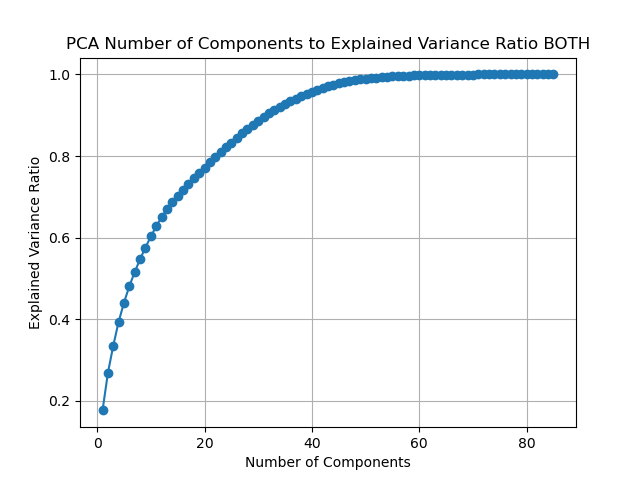 PCA Number of Components to Explained Variance Ratio BOTH
1.0
0.8
0.6
0.4
0.2
Explained Variance Ratio
0 20 40 60 80
Number of Components